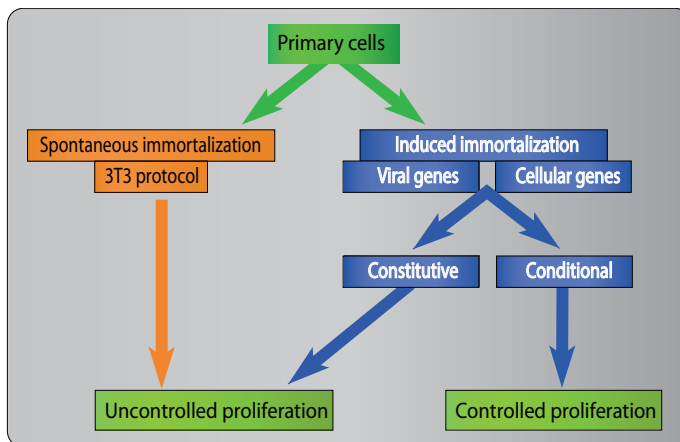 Primary cells
Spontaneous immortalization
3T3 protocol
Induced immortalization
Viral genes
Cellular genes
Constitutive
Conditional
Uncontrolled proliferation
Controlled proliferation